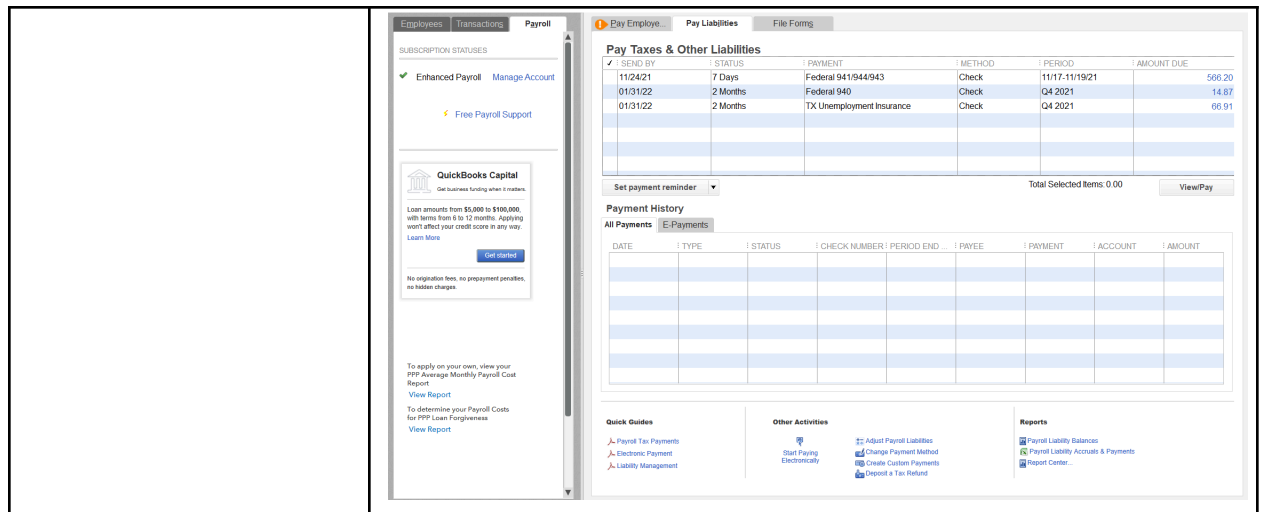 Employees Transactions Payroll
SUBSCRIPTION STATUSES
Enhanced Payroll Manage Account
Free Payroll Support
QuickBooks Capital
Get business funding when it matters.
Loan amounts from $5,000 to $100,000,
with terms from 6 to 12 months. Applying
won't affect your credit score in any way.
Learn More
Get started
No origination fees, no prepayment penalties,
no hidden charges.
To apply on your own, view your
PPP Average Monthly Payroll Cost
Report
View Report
To determine your Payroll Costs
for PPP Loan Forgiveness
View Report
Pay Employe... Pay Liabilities File Forms
Pay Taxes & Other Liabilities
✓ SEND BY STATUS PAYMENT METHOD PERIOD AMOUNT DUE
11/24/21 7 Days Federal 941/944/943 Check 11/17-11/19/21 566.20
01/31/22 2 Months Federal 940 Check Q4 2021 14.87
01/31/22 2 Months TX Unemployment Insurance Check Q4 2021 66.91
Set payment reminder Total Selected Items: 0.00 View/Pay
Payment History
All Payments E-Payments
DATE TYPE STATUS CHECK NUMBER PERIOD END ... PAYEE PAYMENT ACCOUNT AMOUNT
Quick Guides
Payroll Tax Payments
Electronic Payment
Liability Management
Other Activities
Start Paying
Electronically
Adjust Payroll Liabilities
Change Payment Method
Create Custom Payments
Deposit a Tax Refund
Reports
Payroll Liability Balances
Payroll Liability Accruals & Payments
Report Center...